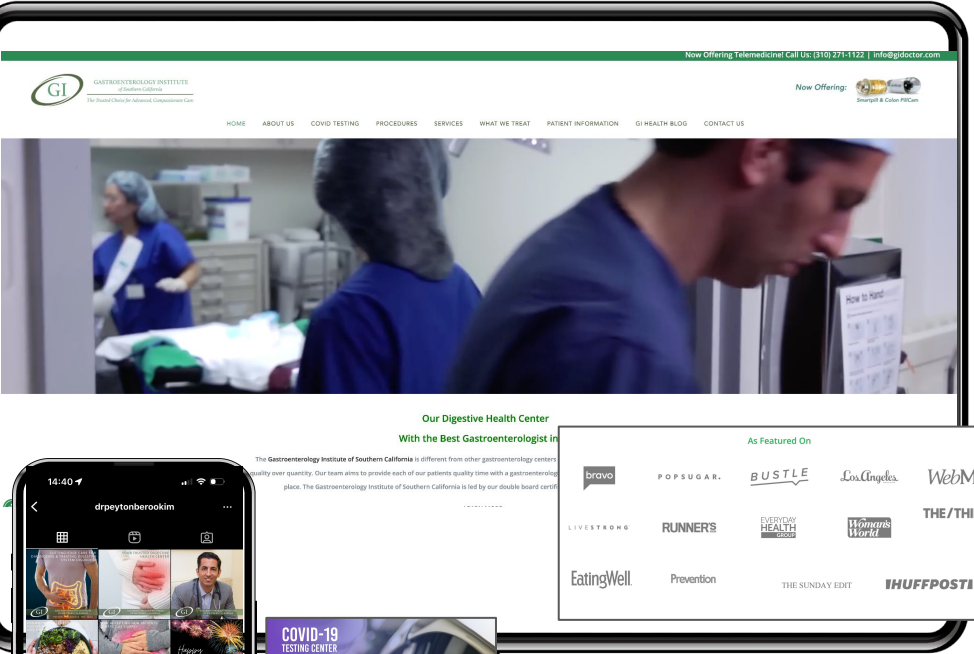 Now Offering Telemedicine! Call Us: (310) 271-1122 | info@gidoctor.com
GI
GASTROENTEROLOGY INSTITUTE
of Southern California
The Trusted Choice for Advanced, Compassionate Care
Now Offering:
Smartpill & Colon PillCam
HOME ABOUT US COVID TESTING PROCEDURES SERVICES WHAT WE TREAT PATIENT INFORMATION GI HEALTH BLOG CONTACT US
How to Hand
Our Digestive Health Center
With the Best Gastroenterologist in
The Gastroenterology Institute of Southern California is different from other gastroenterology centers
quality over quantity. Our team aims to provide each of our patients quality time with a
place. The Gastroenterology Institute of Southern California is led by our double board
As Featured On
bravo POPSUGAR. BUSTLE Los Angeles WebM
LIVESTRONG RUNNER'S EVERYDAY HEALTH GROUP Woman's World THE/THI
EatingWell. Prevention THE SUNDAY EDIT HUFFPOST
14:40
drpeytonberookim
GI
GI
GI
Happy
COVID-19
TESTING CENTER